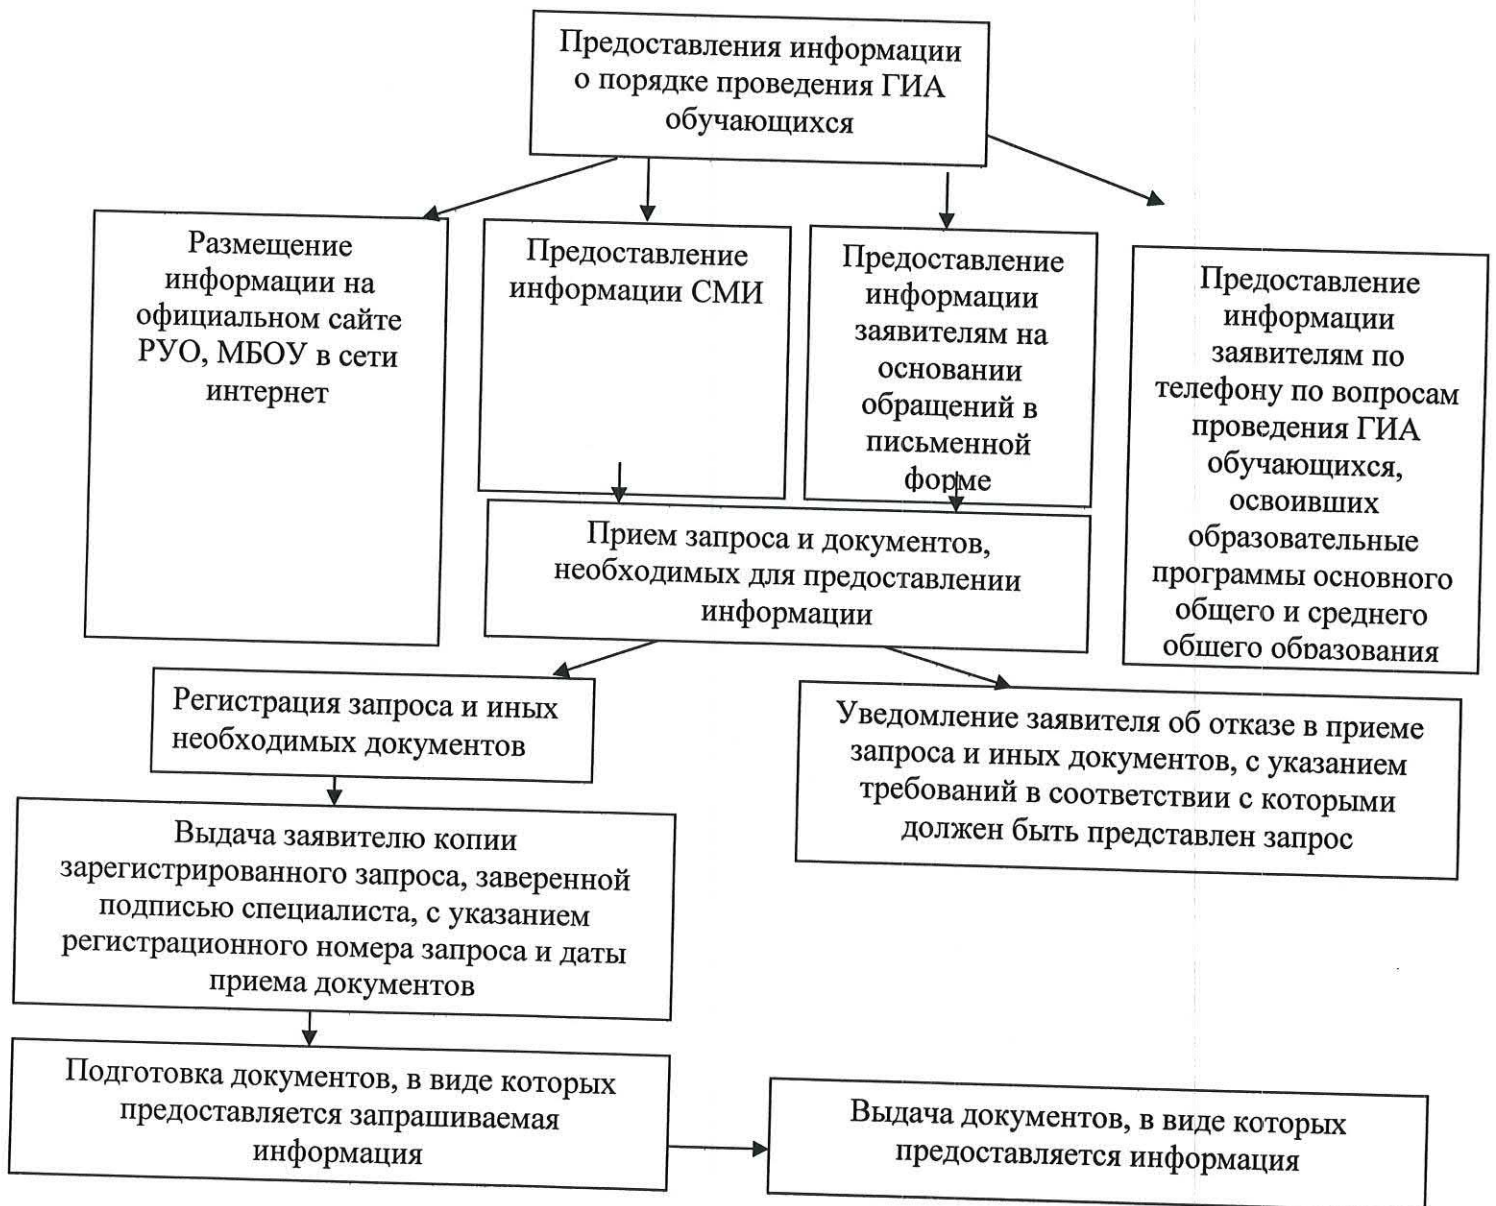 Предоставления информации
о порядке проведения ГИА
обучающихся
Размещение
информации на
официальном сайте
РУО, МБОУ в сети
интернет
Предоставление
информации СМИ
Предоставление
информации
заявителям на
основании
обращений в
письменной
форме
Предоставление
информации
заявителям по
телефону по вопросам
проведения ГИА
обучающихся,
освоивших
образовательные
программы основного
общего и среднего
общего образования
Прием запроса и документов,
необходимых для предоставлении
информации
Регистрация запроса и иных
необходимых документов
Уведомление заявителя об отказе в приеме
запроса и иных документов, с указанием
требований в соответствии с которыми
должен быть представлен запрос
Выдача заявителю копии
зарегистрированного запроса, заверенной
подписью специалиста, с указанием
регистрационного номера запроса и даты
приема документов
Подготовка документов, в виде которых
предоставляется запрашиваемая
информация
Выдача документов, в виде которых
предоставляется информация